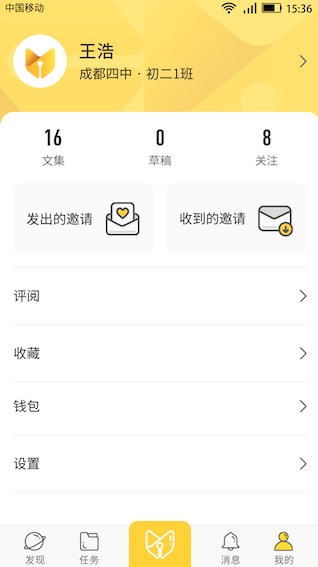 中国移动 15:36
王浩
成都四中 · 初二1班
16 0 8
文集 草稿 关注
发出的邀请 收到的邀请
评阅
收藏
钱包
设置
发现 任务 消息 我的